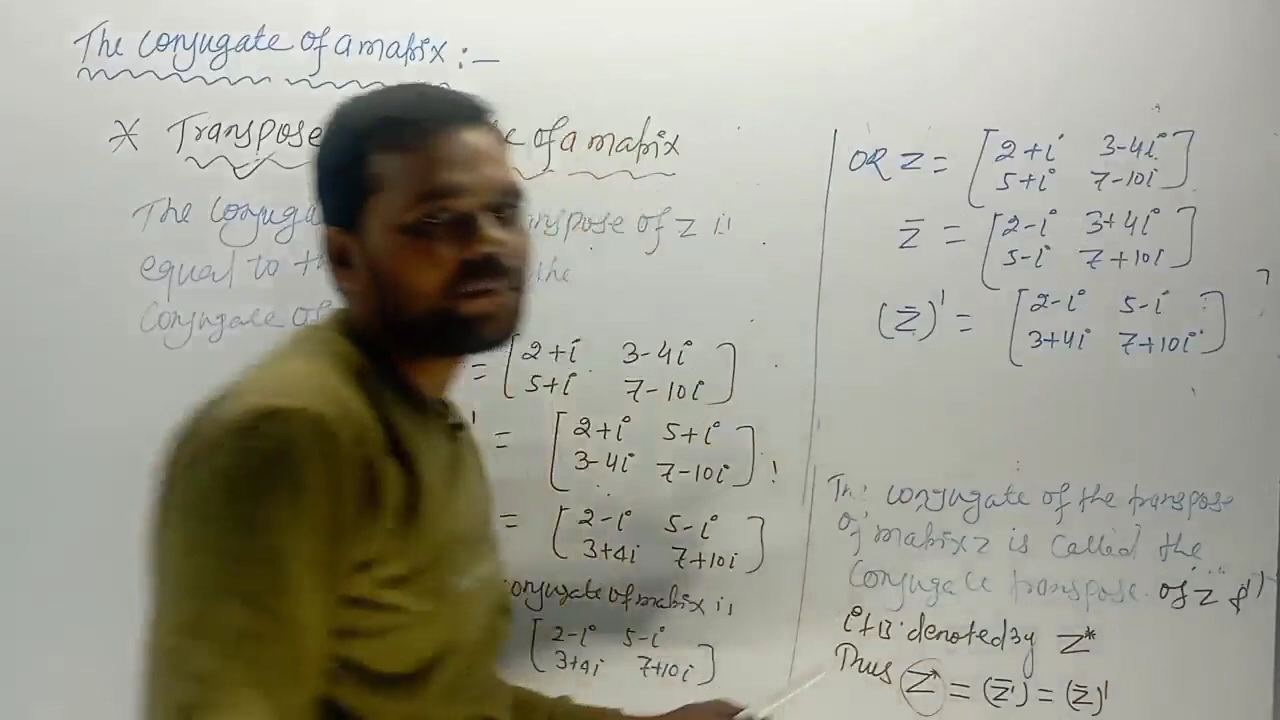 The conjugate of a matrix :-
* Transpose of a matrix
The Conjuga nspose of Z is
equal to th the
Conjugate of
= [ 2+i 3-4i
5+i 7-10i ]
' = [ 2+i 5+i
3-4i 7-10i ]
= [ 2-i 5-i
3+4i 7+10i ]
onjugate of matrix is
[ 2-i 5-i
3+4i 7+10i ]
OR Z = [ 2+i 3-4i
5+i 7-10i ]
Z̄ = [ 2-i 3+4i
5-i 7+10i ]
(Z̄)' = [ 2-i 5-i
3+4i 7+10i ]
The conjugate of the transpose
of matrix z is called the
Conjugate transpose of Z &
it is denoted by Z*
Thus Z* = (Z̄') = (Z̄)'